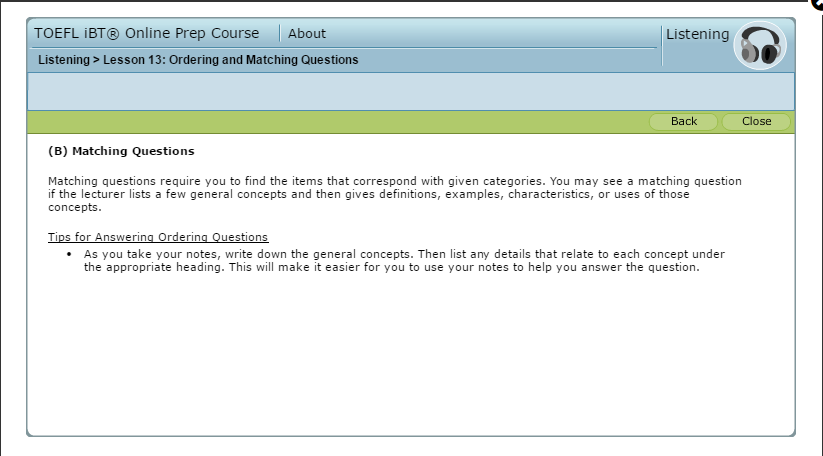 TOEFL iBT® Online Prep Course | About
Listening
Listening > Lesson 13: Ordering and Matching Questions
Back
Close
(B) Matching Questions
Matching questions require you to find the items that correspond with given categories. You may see a matching question
if the lecturer lists a few general concepts and then gives definitions, examples, characteristics, or uses of those
concepts.
Tips for Answering Ordering Questions
• As you take your notes, write down the general concepts. Then list any details that relate to each concept under
the appropriate heading. This will make it easier for you to use your notes to help you answer the question.